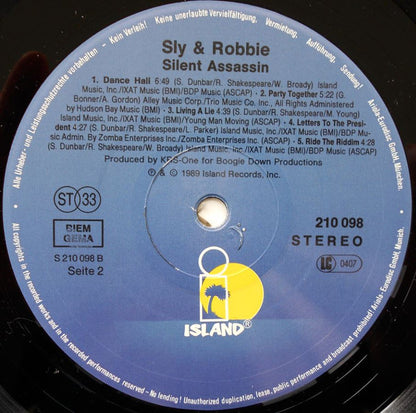 Sly & Robbie
Silent Assassin
1. Dance Hall 5:49 (S. Dunbar/R. Shakespeare/W. Broady) Island
Music, Inc./IXAT Music (BMI)/BDP Music (ASCAP) · 2. Party Together 5:22 (G.
Bonner/A. Gordon) Alley Music Corp./Trio Music Co., Inc., All Rights Administered
by Hudson Bay Music (BMI) · 3. Living A Lie 4:39 (S. Dunbar/R. Shakespeare/M. Young)
Island Music, Inc./IXAT Music (BMI)/Young Man Moving (ASCAP) · 4. Letters To The Presi-
dent 4:27 (S. Dunbar/R. Shakespeare/L. Parker) Island Music, Inc./IXAT Music (BMI)/BDP Mu-
sic Admin. By Zomba Enterprises Inc./Zomba Enterprises Inc. (ASCAP) · 5. Ride The Riddim 4:28
(S. Dunbar/R. Shakespeare/W. Broady) Island Music Inc./IXAT Music (BMI)/BDP Music (ASCAP)
Produced by KRS-One for Boogie Down Productions
℗ & © 1989 Island Records, Inc.
ST 33
BIEM
GEMA
S 210 098 B
Seite 2
210 098
STEREO
LC 0407
ISLAND®
Alle Urheber- und Leistungsschutzrechte vorbehalten – Kein Verleih! Keine unerlaubte Vervielfältigung, Vermietung, Aufführung, Sendung! Ariola-Eurodisc GmbH, München.
All copyrights in the recorded works and in this record reserved – No lending! Unauthorized duplication, lease, public performance and broadcast prohibited! Ariola-Eurodisc GmbH, Munich.